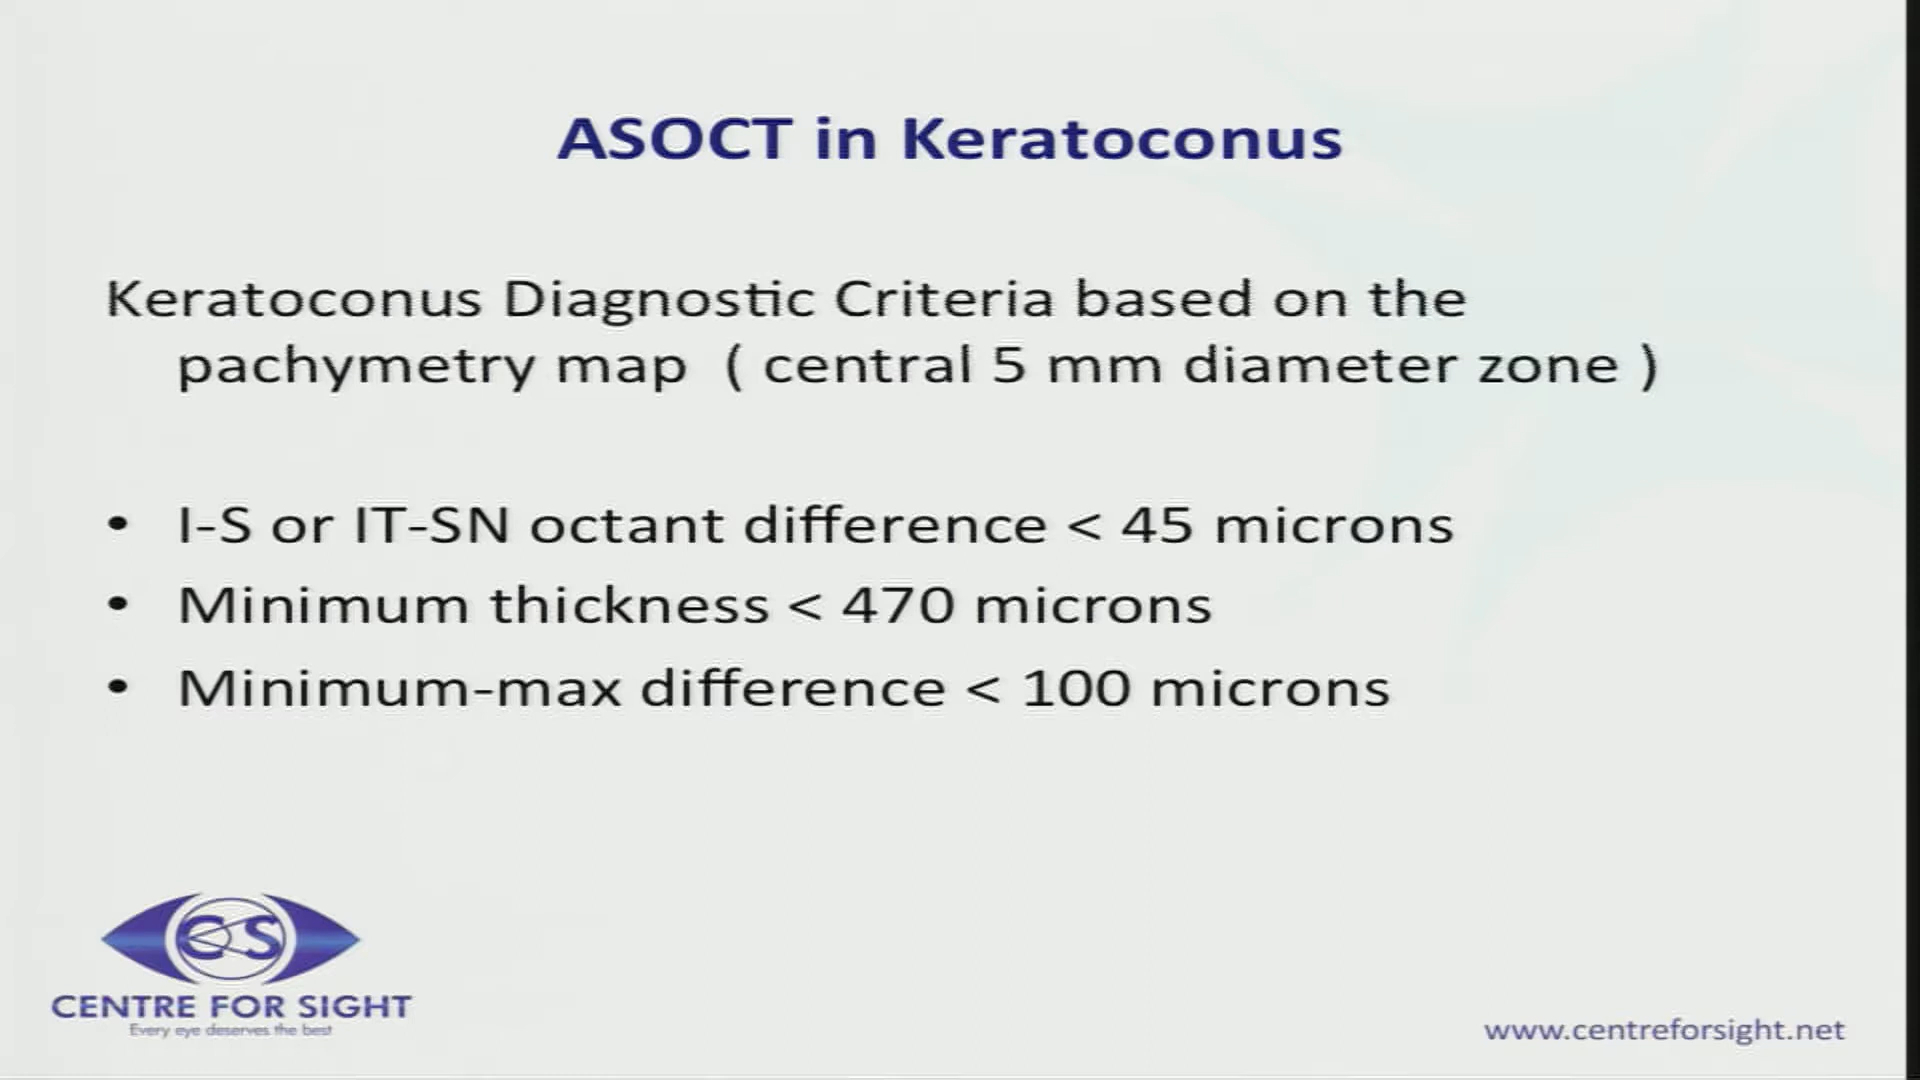 ASOCT in Keratoconus
Keratoconus Diagnostic Criteria based on the
pachymetry map ( central 5 mm diameter zone )
• I-S or IT-SN octant difference < 45 microns
• Minimum thickness < 470 microns
• Minimum-max difference < 100 microns
CS
CENTRE FOR SIGHT
Every eye deserves the best
www.centreforsight.net